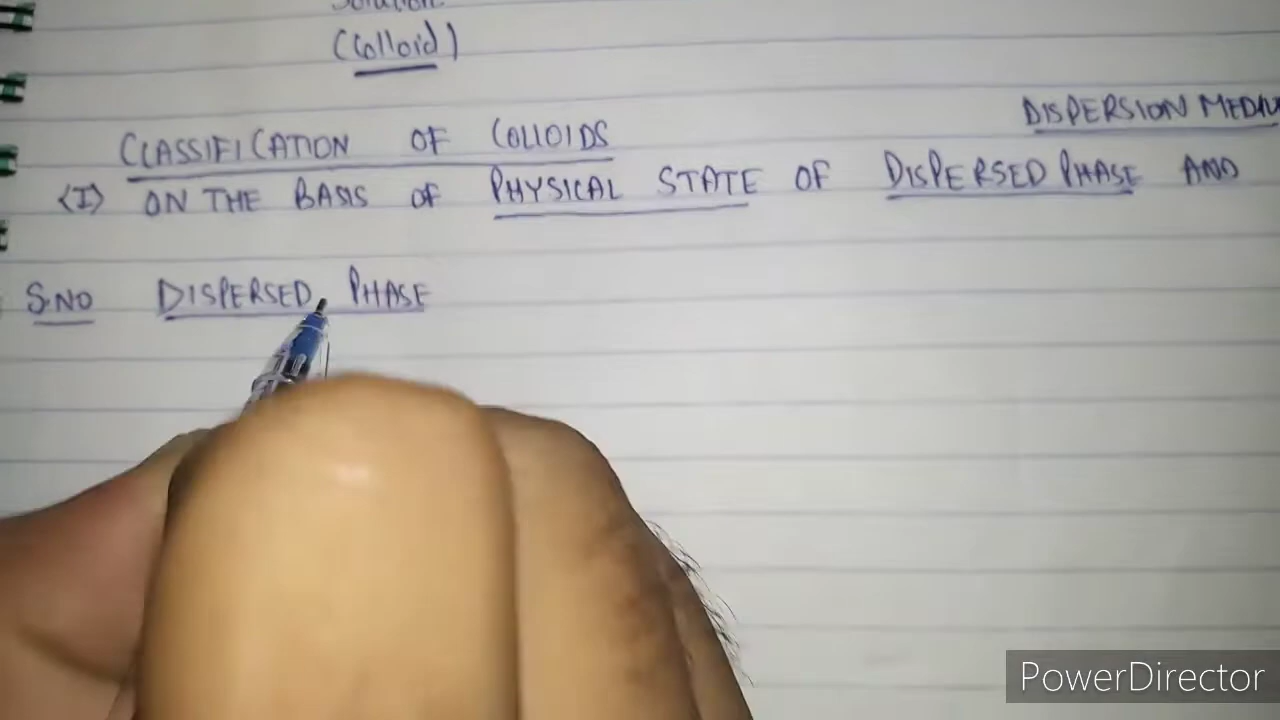 (Colloid)
CLASSIFICATION OF COLLOIDS
DISPERSION MEDIU
<I> ON THE BASIS OF PHYSICAL STATE OF DISPERSED PHASE AND
S.NO DISPERSED PHASE
PowerDirector